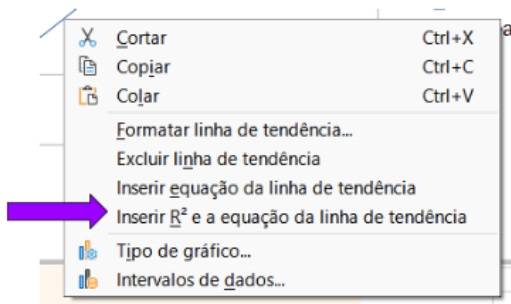 Cortar Ctrl+X
Copiar Ctrl+C
Colar Ctrl+V
Formatar linha de tendência...
Excluir linha de tendência
Inserir equação da linha de tendência
Inserir R² e a equação da linha de tendência
Tipo de gráfico...
Intervalos de dados...